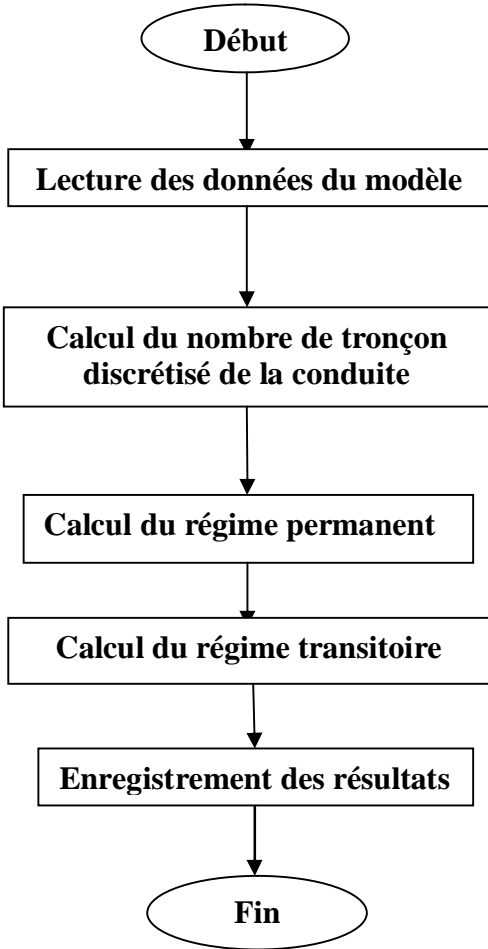 Début
Lecture des données du modèle
Calcul du nombre de tronçon
discrétisé de la conduite
Calcul du régime permanent
Calcul du régime transitoire
Enregistrement des résultats
Fin